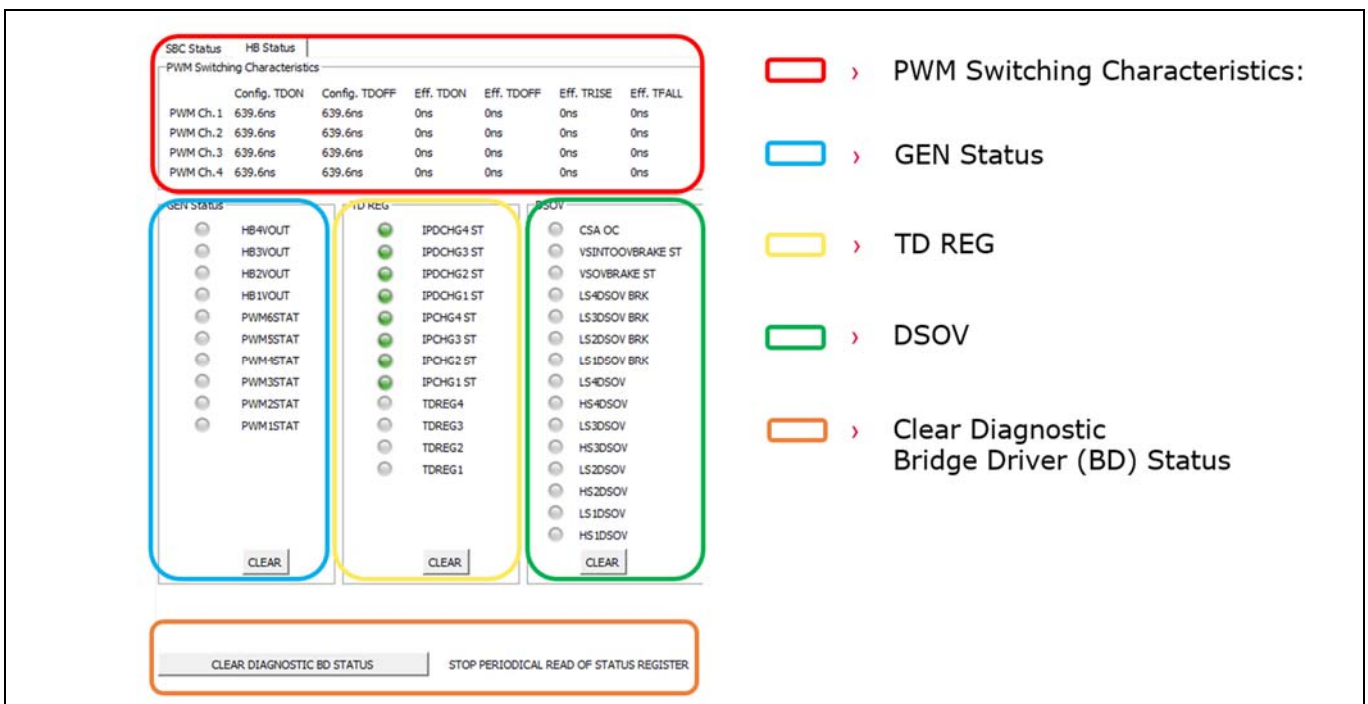 SBC Status HB Status
PWM Switching Characteristics
Config. TDON Config. TDOFF Eff. TDON Eff. TDOFF Eff. TRISE Eff. TFALL
PWM Ch.1 639.6ns 639.6ns 0ns 0ns 0ns 0ns
PWM Ch.2 639.6ns 639.6ns 0ns 0ns 0ns 0ns
PWM Ch.3 639.6ns 639.6ns 0ns 0ns 0ns 0ns
PWM Ch.4 639.6ns 639.6ns 0ns 0ns 0ns 0ns
GEN Status
HB4VOUT
HB3VOUT
HB2VOUT
HB1VOUT
PWM6STAT
PWM5STAT
PWM4STAT
PWM3STAT
PWM2STAT
PWM1STAT
CLEAR
TD REG
IPDCHG4 ST
IPDCHG3 ST
IPDCHG2 ST
IPDCHG1 ST
IPCHG4 ST
IPCHG3 ST
IPCHG2 ST
IPCHG1 ST
TDREG4
TDREG3
TDREG2
TDREG1
CLEAR
DSOV
CSA OC
VSINTOOVBRAKE ST
VSOVBRAKE ST
LS4DSOV BRK
LS3DSOV BRK
LS2DSOV BRK
LS1DSOV BRK
LS4DSOV
HS4DSOV
LS3DSOV
HS3DSOV
LS2DSOV
HS2DSOV
LS1DSOV
HS1DSOV
CLEAR
CLEAR DIAGNOSTIC BD STATUS STOP PERIODICAL READ OF STATUS REGISTER
› PWM Switching Characteristics:
› GEN Status
› TD REG
› DSOV
› Clear Diagnostic
Bridge Driver (BD) Status